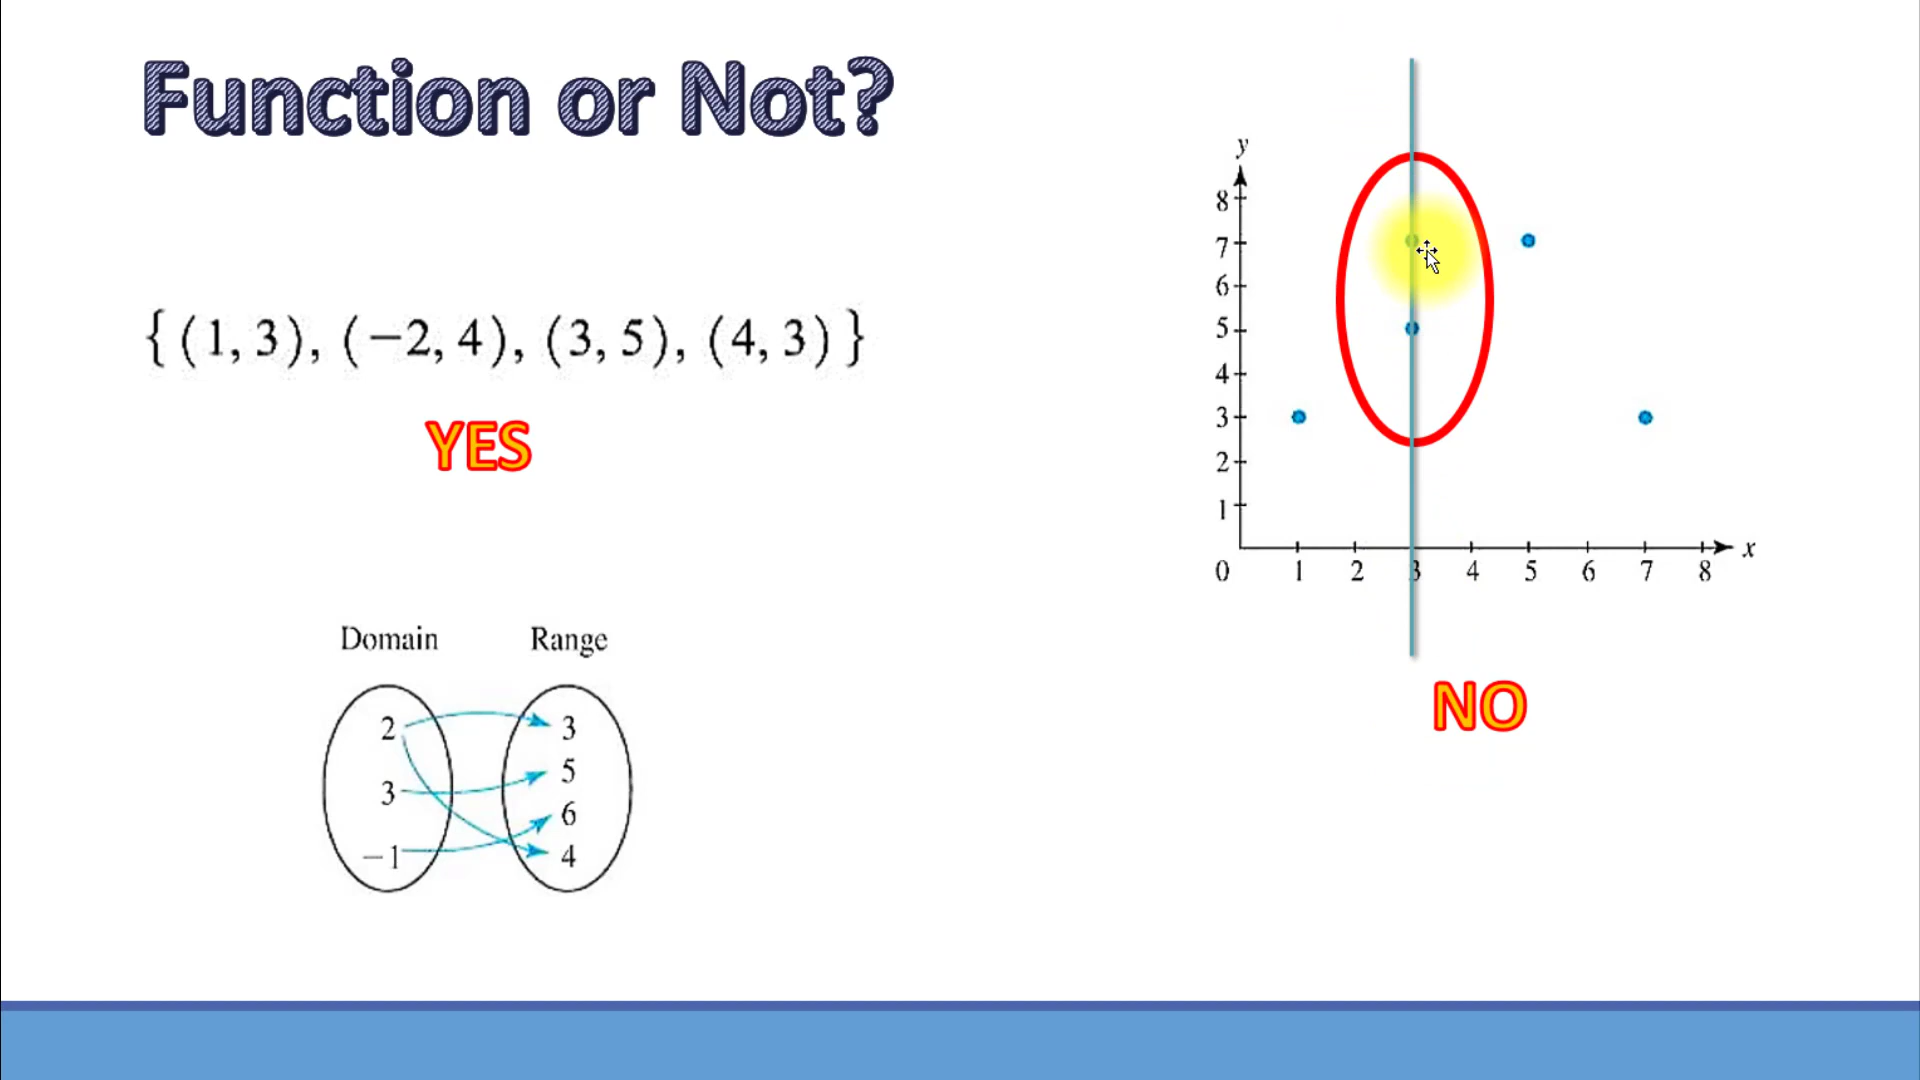 Function or Not?
{(1, 3), (−2, 4), (3, 5), (4, 3)}
YES
y
8
7
6
5
4
3
2
1
0 1 2 3 4 5 6 7 8 x
NO
Domain Range
2 3
3 5
−1 6
4